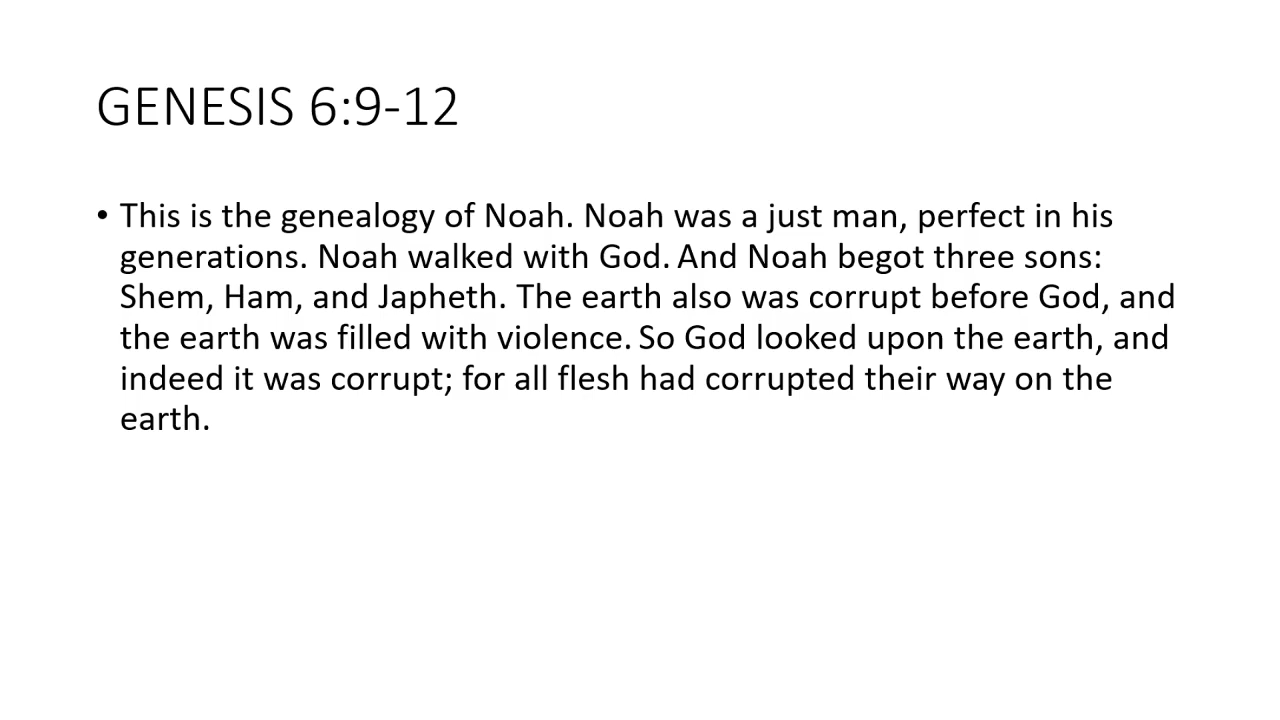 GENESIS 6:9-12
• This is the genealogy of Noah. Noah was a just man, perfect in his
generations. Noah walked with God. And Noah begot three sons:
Shem, Ham, and Japheth. The earth also was corrupt before God, and
the earth was filled with violence. So God looked upon the earth, and
indeed it was corrupt; for all flesh had corrupted their way on the
earth.